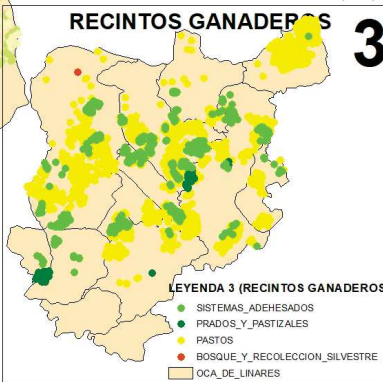 RECINTOS GANADEROS
3
LEYENDA 3 (RECINTOS GANADEROS
SISTEMAS_ADEHESADOS
PRADOS_Y_PASTIZALES
PASTOS
BOSQUE_Y_RECOLECCION_SILVESTRE
OCA_DE_LINARES